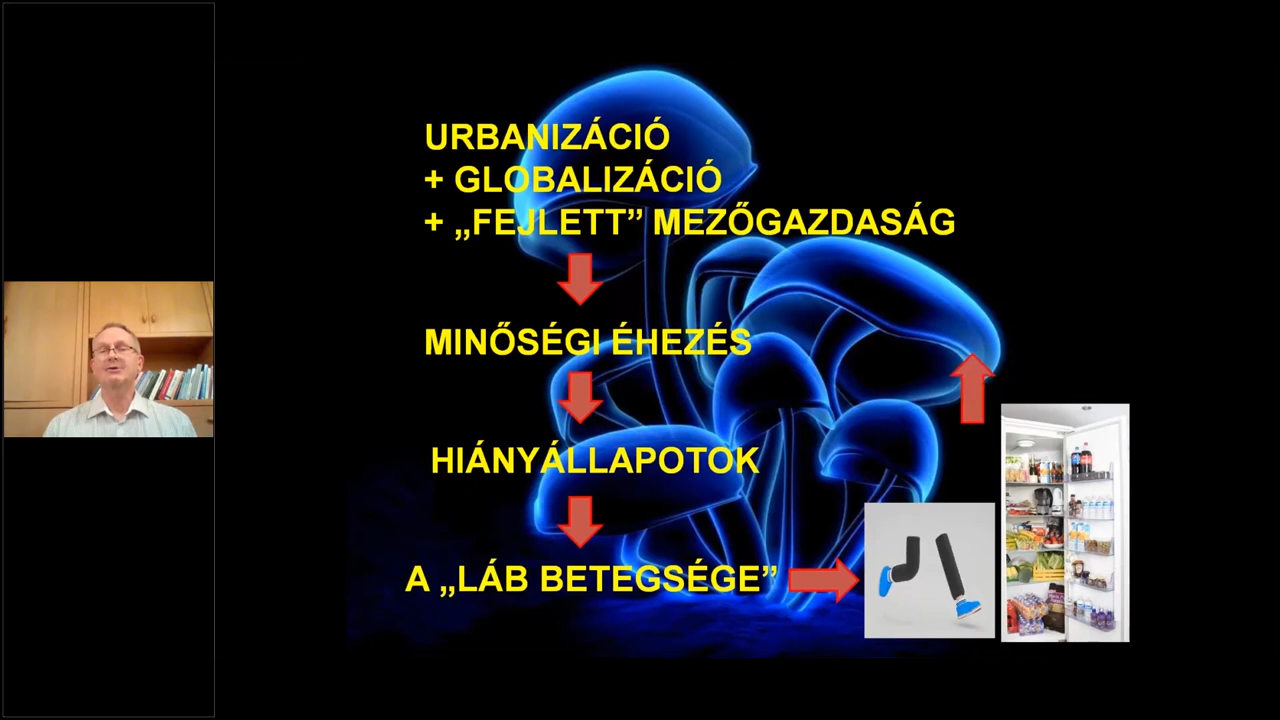 URBANIZÁCIÓ
+ GLOBALIZÁCIÓ
+ „FEJLETT” MEZŐGAZDASÁG
MINŐSÉGI ÉHEZÉS
HIÁNYÁLLAPOTOK
A „LÁB BETEGSÉGE”